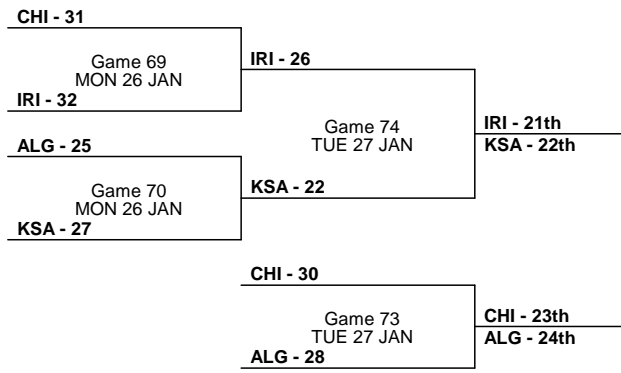 CHI - 31
Game 69
MON 26 JAN
IRI - 32
IRI - 26
ALG - 25
Game 70
MON 26 JAN
KSA - 27
KSA - 22
Game 74
TUE 27 JAN
IRI - 21th
KSA - 22th
CHI - 30
Game 73
TUE 27 JAN
ALG - 28
CHI - 23th
ALG - 24th